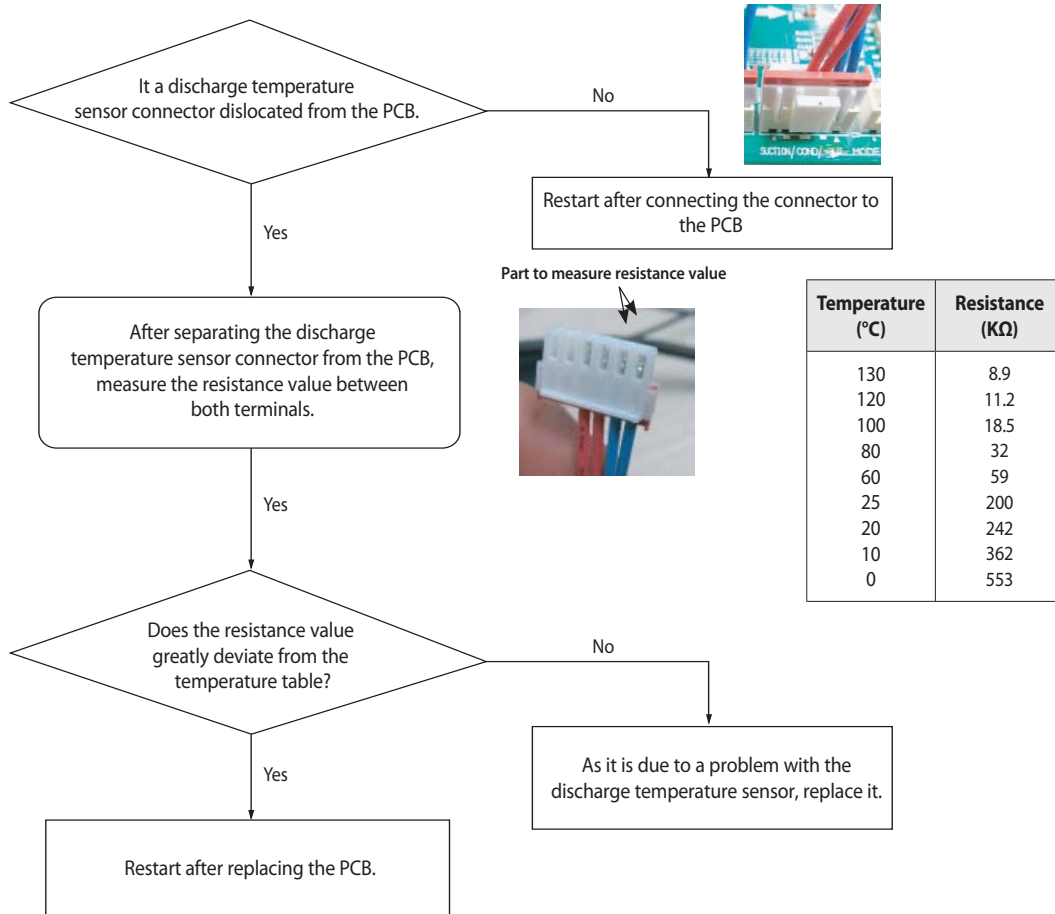 It a discharge temperature
sensor connector dislocated from the PCB.
No
SUCTION/COND/
MODE
Restart after connecting the connector to
the PCB
Yes
Part to measure resistance value
After separating the discharge
temperature sensor connector from the PCB,
measure the resistance value between
both terminals.
Temperature Resistance
(°C) (KΩ)
130 8.9
120 11.2
100 18.5
80 32
60 59
25 200
20 242
10 362
0 553
Yes
Does the resistance value
greatly deviate from the
temperature table?
No
As it is due to a problem with the
discharge temperature sensor, replace it.
Yes
Restart after replacing the PCB.